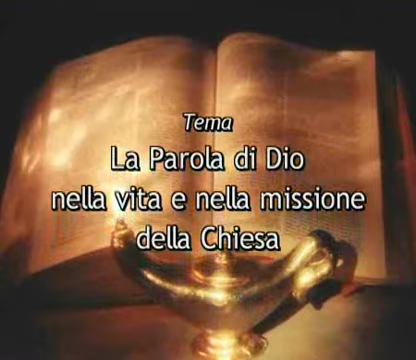 Tema
La Parola di Dio
nella vita e nella missione
della Chiesa